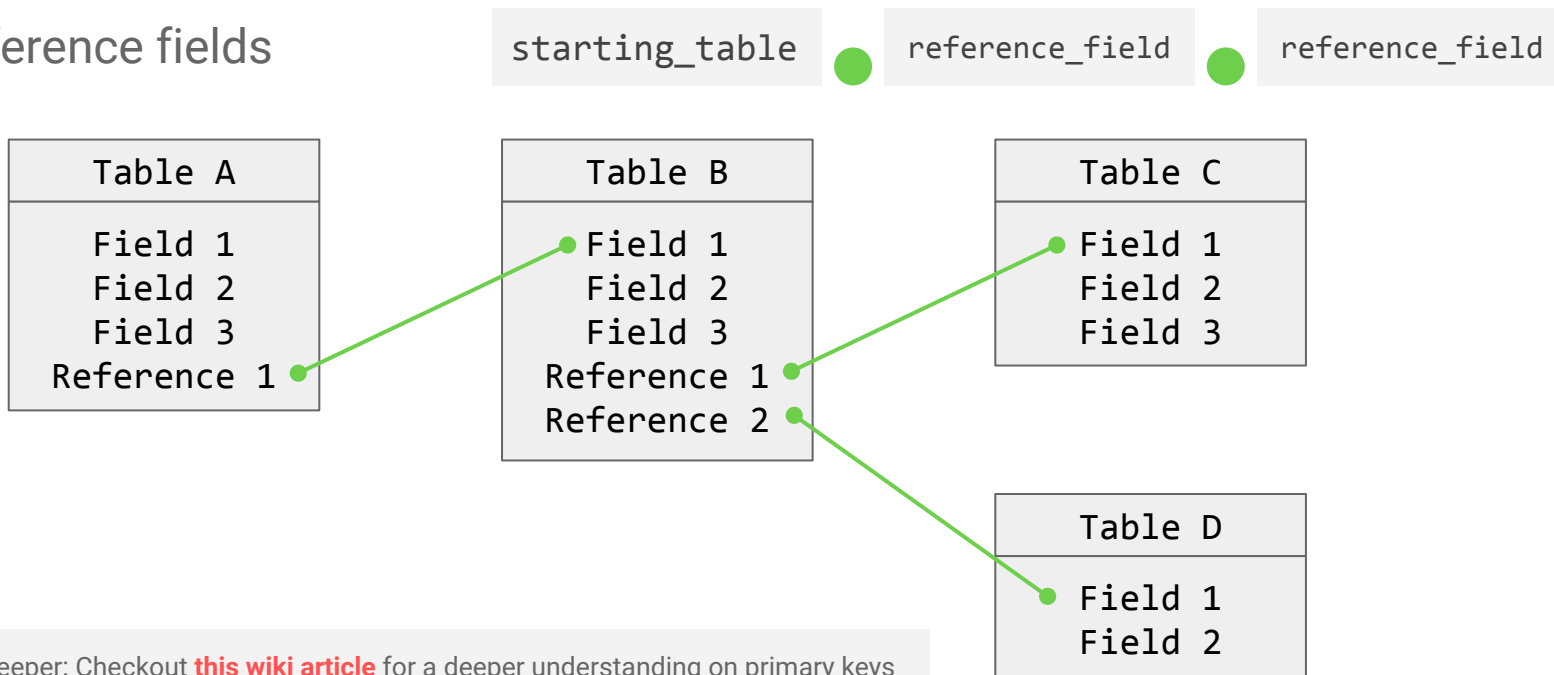 erence fields
starting_table
reference_field
reference_field
Table A
Field 1
Field 2
Field 3
Reference 1
Table B
Field 1
Field 2
Field 3
Reference 1
Reference 2
Table C
Field 1
Field 2
Field 3
Table D
Field 1
Field 2
eeper: Checkout this wiki article for a deeper understanding on primary keys